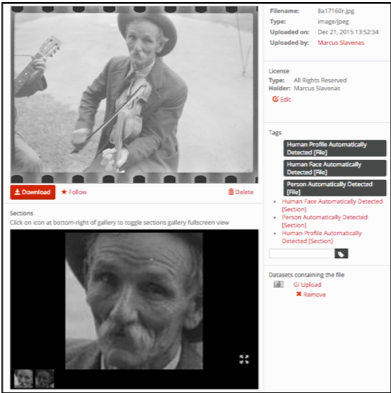 Filename: 8a17160r.jpg
Type: image/jpeg
Uploaded on: Dec 21, 2015 13:52:34
Uploaded by: Marcus Slavenas
License
Type: All Rights Reserved
Holder: Marcus Slavenas
Edit
Tags
Human Profile Automatically
Detected [File]
Human Face Automatically
Detected [File]
Person Automatically Detected
[File]
Human Face Automatically Detected
[Section]
Person Automatically Detected
[Section]
Human Profile Automatically
Detected [Section]
Download
Follow
Delete
Sections
Click on icon at bottom-right of gallery to toggle sections gallery fullscreen view
Datasets containing the file
Upload
Remove